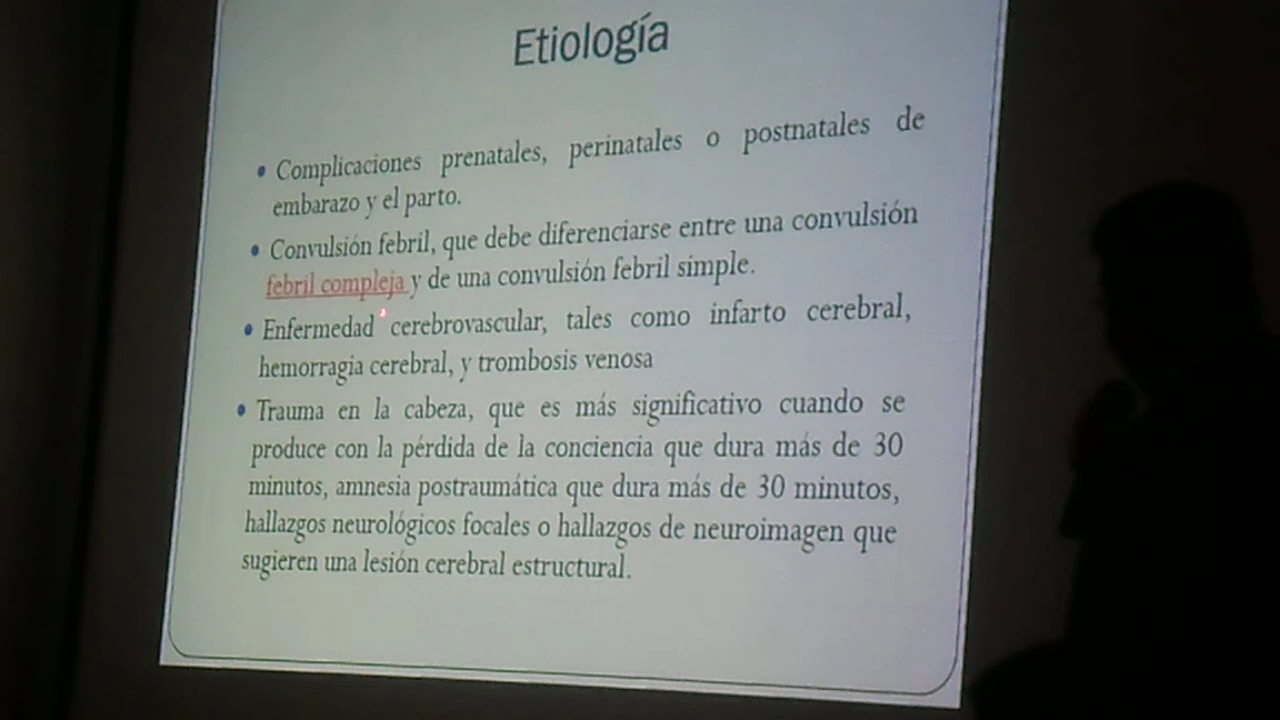 Etiología
• Complicaciones prenatales, perinatales o postnatales de
embarazo y el parto.
• Convulsión febril, que debe diferenciarse entre una convulsión
febril compleja y de una convulsión febril simple.
• Enfermedad cerebrovascular, tales como infarto cerebral,
hemorragia cerebral, y trombosis venosa
• Trauma en la cabeza, que es más significativo cuando se
produce con la pérdida de la conciencia que dura más de 30
minutos, amnesia postraumática que dura más de 30 minutos,
hallazgos neurológicos focales o hallazgos de neuroimagen que
sugieren una lesión cerebral estructural.